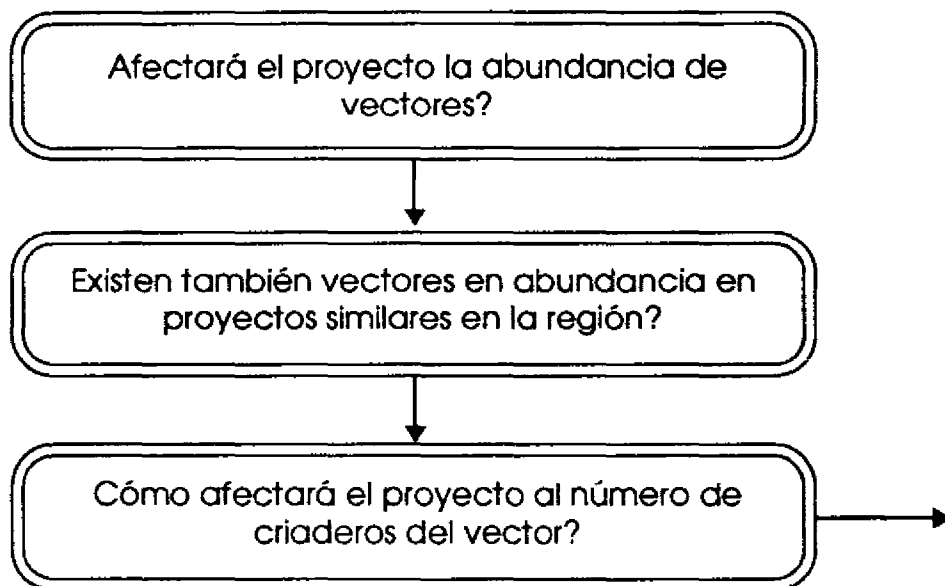 Afectará el proyecto la abundancia de
vectores?
Existen también vectores en abundancia en
proyectos similares en la región?
Cómo afectará el proyecto al número de
criaderos del vector?